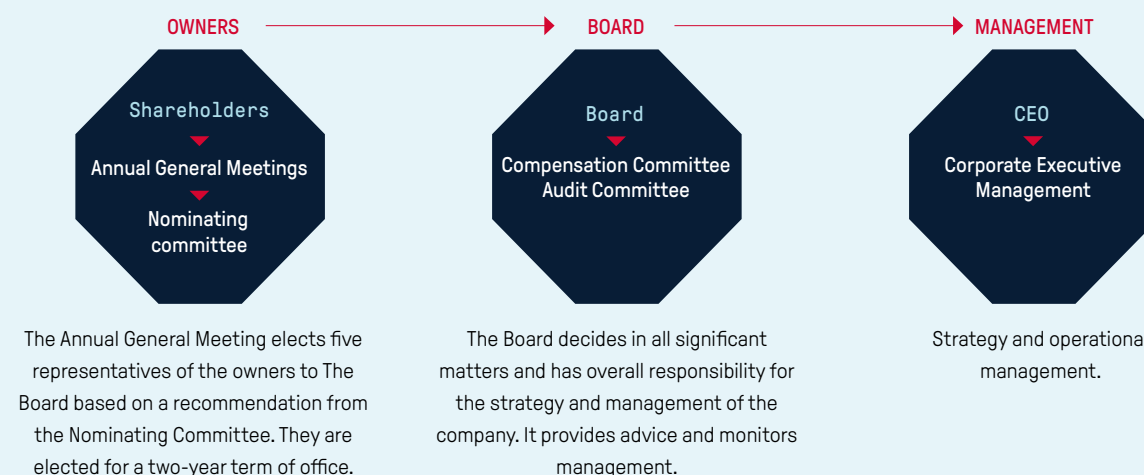 OWNERS
Shareholders
Annual General Meetings
Nominating
committee
The Annual General Meeting elects five
representatives of the owners to The
Board based on a recommendation from
the Nominating Committee. They are
elected for a two-year term of office.
BOARD
Board
Compensation Committee
Audit Committee
The Board decides in all significant
matters and has overall responsibility for
the strategy and management of the
company. It provides advice and monitors
management.
MANAGEMENT
CEO
Corporate Executive
Management
Strategy and operationa
management.